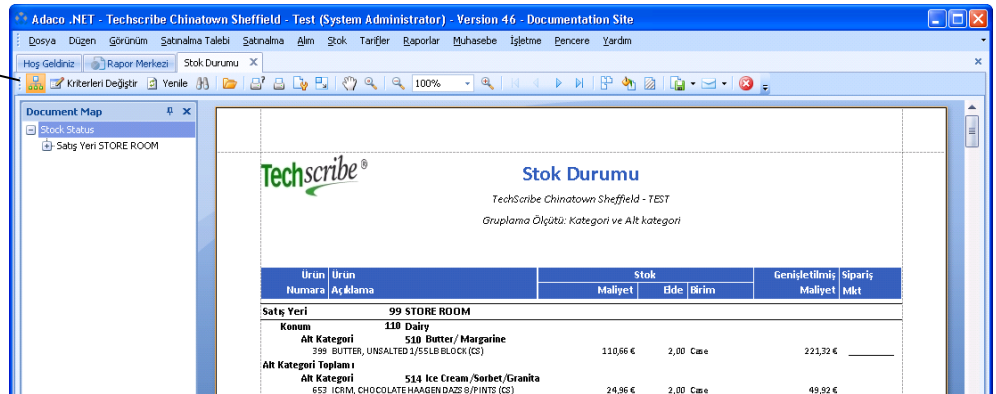 Adaco .NET - Techscribe Chinatown Sheffield - Test (System Administrator) - Version 46 - Documentation Site
Dosya Düzen Görünüm Satınalma Talebi Satınalma Alım Stok Tarifler Raporlar Muhasebe İşletme Pencere Yardım
Hoş Geldiniz Rapor Merkezi Stok Durumu X
Kriterleri Değiştir Yenile 100%
Document Map
Stock Status
Satış Yeri STORE ROOM
Techscribe ®
Stok Durumu
TechScribe Chinatown Sheffield - TEST
Gruplama Ölçütü: Kategori ve Alt kategori
Ürün Ürün Stok Genişletilmiş Sipariş
Numara Açıklama Maliyet Elde Birim Maliyet Mkt
Satış Yeri 99 STORE ROOM
Konum 110 Dairy
Alt Kategori 510 Butter/ Margarine
399 BUTTER, UNSALTED 1/55LB BLOCK (CS) 110,66 € 2,00 Case 221,32 €
Alt Kategori Toplamı
Alt Kategori 514 Ice Cream/Sorbet/Granita
653 ICRM, CHOCOLATE HAAGEN DAZS 8/PINTS (CS) 24,96 € 2,00 Case 49,92 €